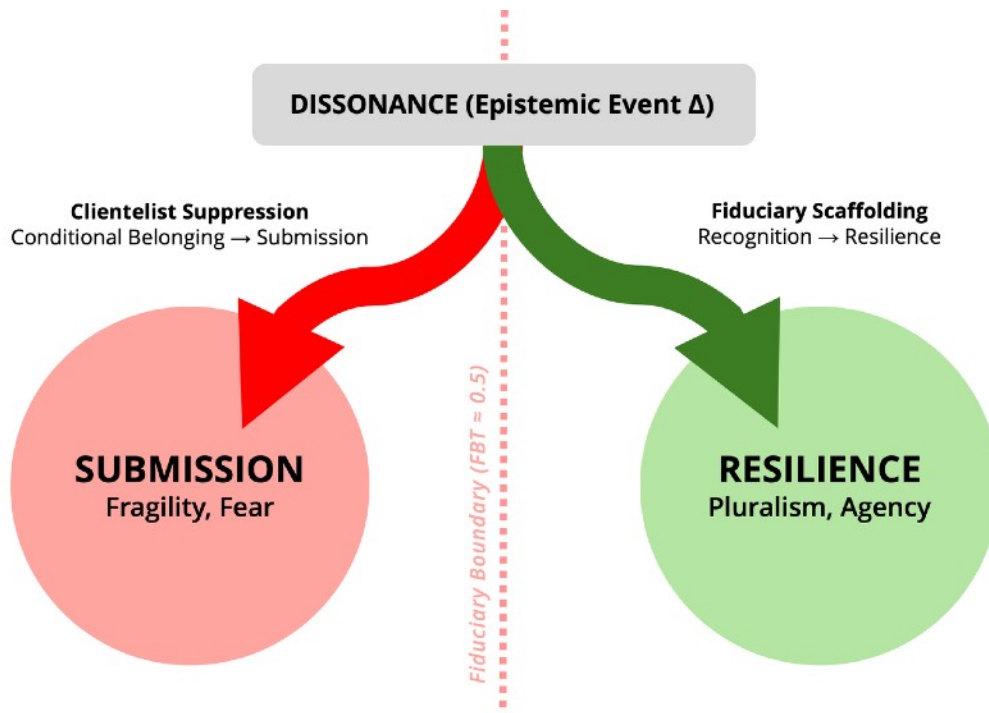 DISSONANCE (Epistemic Event Δ)
Clientelist Suppression
Conditional Belonging → Submission
Fiduciary Scaffolding
Recognition → Resilience
SUBMISSION
Fragility, Fear
Fiduciary Boundary (FBT ≈ 0.5)
RESILIENCE
Pluralism, Agency